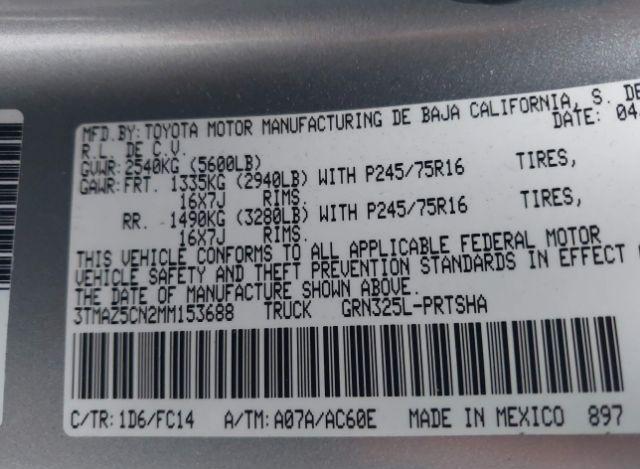 MFD.BY: TOYOTA MOTOR MANUFACTURING DE BAJA CALIFORNIA, S. DE
R.L. DE C.V. DATE: 04
GVWR: 2540KG (5600LB)
GAWR: FRT. 1335KG (2940LB) WITH P245/75R16 TIRES,
16X7J RIMS.
RR. 1490KG (3280LB) WITH P245/75R16 TIRES,
16X7J RIMS.
THIS VEHICLE CONFORMS TO ALL APPLICABLE FEDERAL MOTOR
VEHICLE SAFETY AND THEFT PREVENTION STANDARDS IN EFFECT
THE DATE OF MANUFACTURE SHOWN ABOVE.
3TMAZ5CN2MM153688 TRUCK GRN325L-PRTSHA
C/TR: 1D6/FC14 A/TM: A07A/AC60E MADE IN MEXICO 897